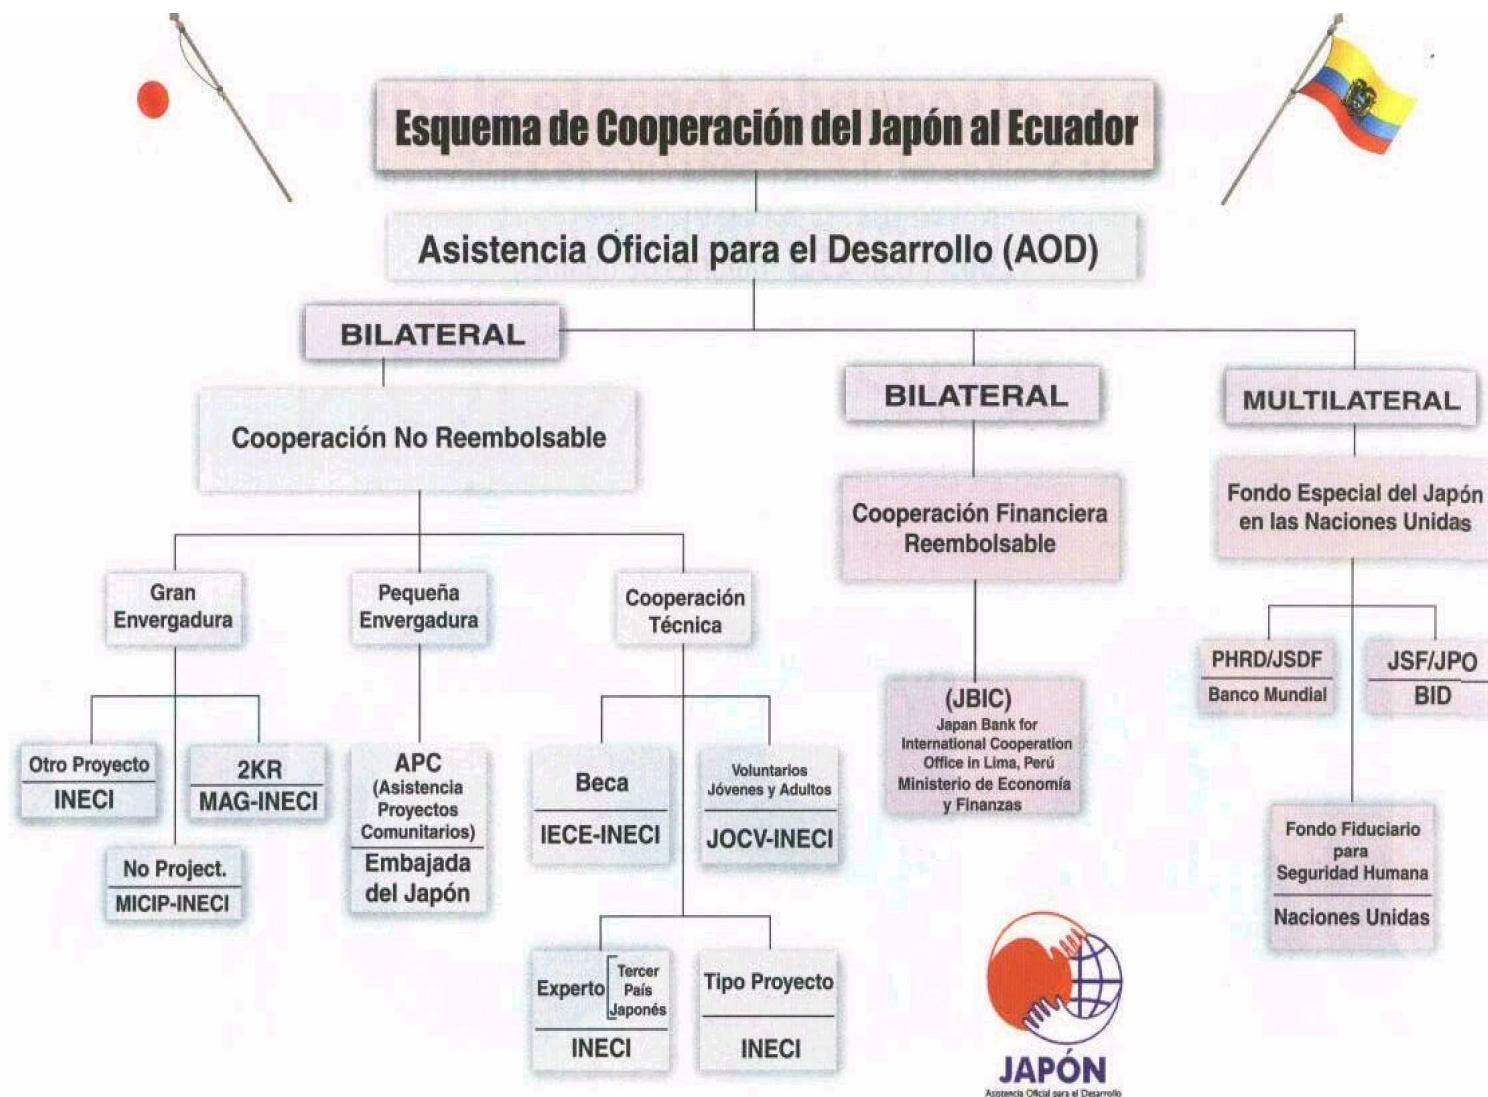 Esquema de Cooperación del Japón al Ecuador
Asistencia Oficial para el Desarrollo (AOD)
BILATERAL
Cooperación No Reembolsable
Gran
Envergadura
Otro Proyecto
INECI
2KR
MAG-INECI
No Project.
MICIP-INECI
Pequeña
Envergadura
APC
(Asistencia
Proyectos
Comunitarios)
Embajada
del Japón
Cooperación
Técnica
Beca
IECE-INECI
Voluntarios
Jóvenes y Adultos
JOCV-INECI
Experto
Tercer
País
Japonés
INECI
Tipo Proyecto
INECI
BILATERAL
Cooperación Financiera
Reembolsable
(JBIC)
Japan Bank for
International Cooperation
Office in Lima, Perú
Ministerio de Economía
y Finanzas
MULTILATERAL
Fondo Especial del Japón
en las Naciones Unidas
PHRD/JSDF
Banco Mundial
JSF/JPO
BID
Fondo Fiduciario
para
Seguridad Humana
Naciones Unidas
JAPÓN
Asistencia Oficial para el Desarrollo